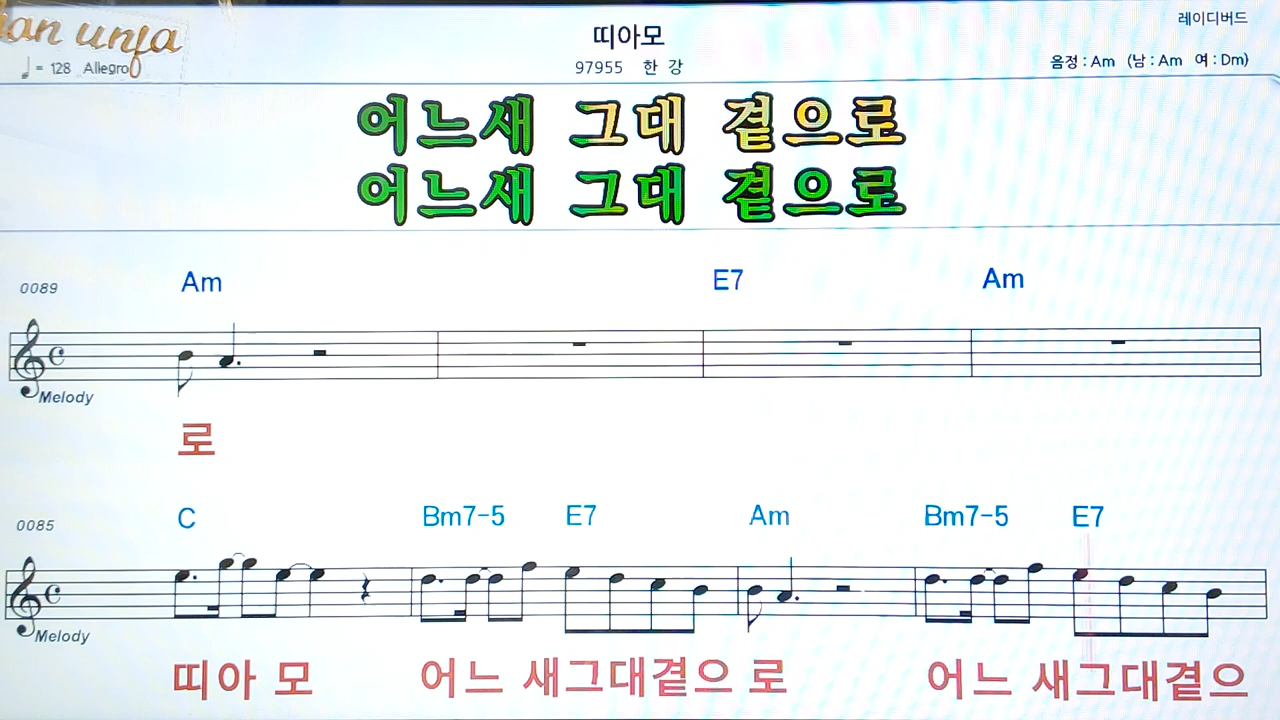 레이디버드
띠아모
♩ = 128 Allegro
97955 한 강
음정 : Am (남 : Am 여 : Dm)
어느새 그대 곁으로
어느새 그대 곁으로
0089 Am E7 Am
Melody
로
0085 C Bm7-5 E7 Am Bm7-5 E7
Melody
띠아 모 어느 새그대곁으 로 어느 새그대곁으